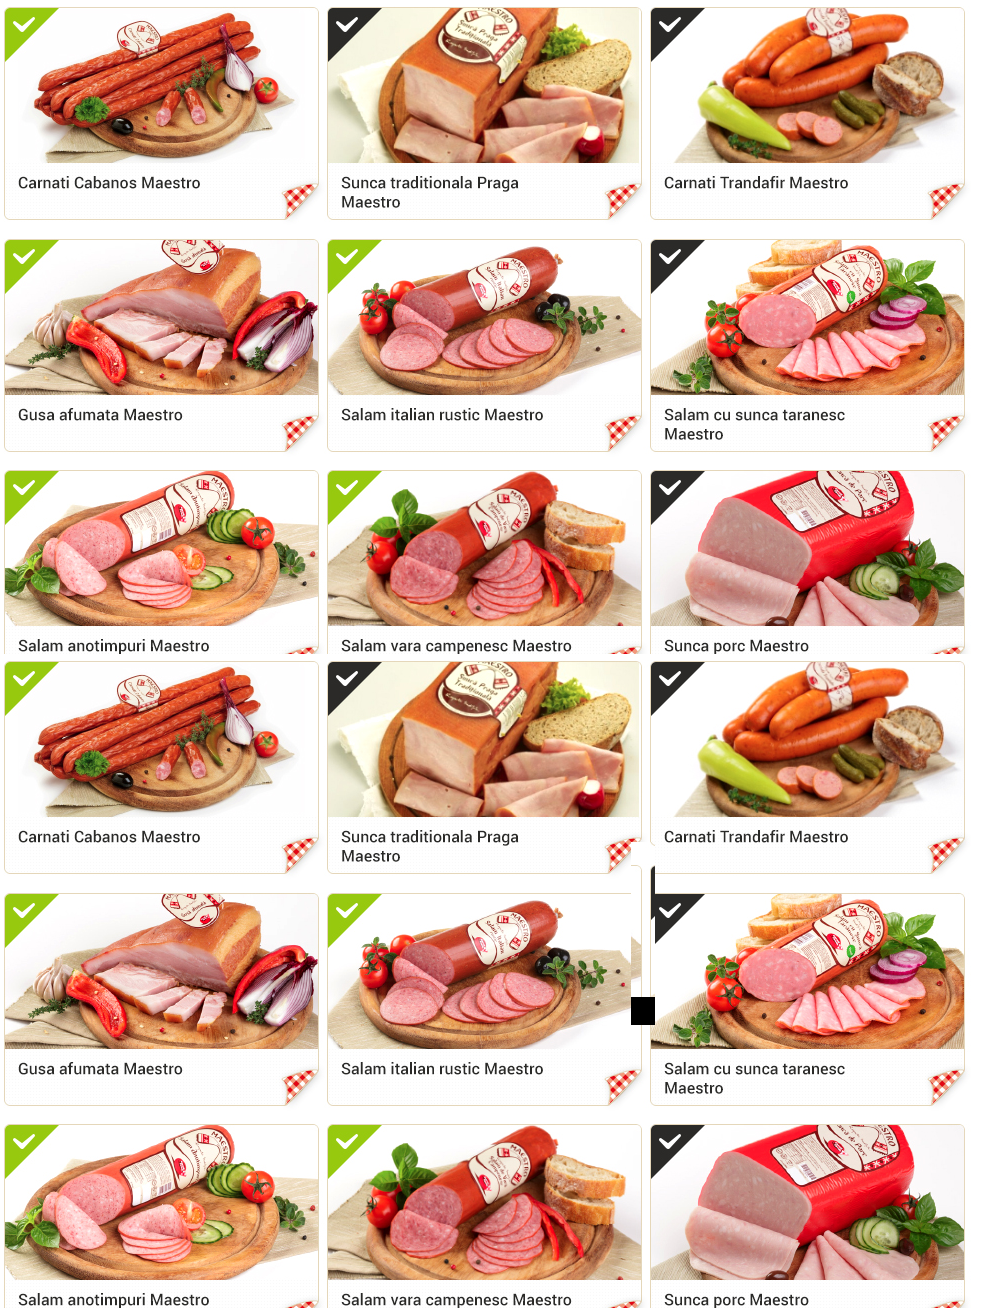 Carnati Cabanos Maestro
Sunca traditionala Praga
Maestro
Carnati Trandafir Maestro
Gusa afumata Maestro
Salam italian rustic Maestro
Salam cu sunca taranesc
Maestro
Salam anotimpuri Maestro
Salam vara campenesc Maestro
Sunca porc Maestro
Carnati Cabanos Maestro
Sunca traditionala Praga
Maestro
Carnati Trandafir Maestro
Gusa afumata Maestro
Salam italian rustic Maestro
Salam cu sunca taranesc
Maestro
Salam anotimpuri Maestro
Salam vara campenesc Maestro
Sunca porc Maestro